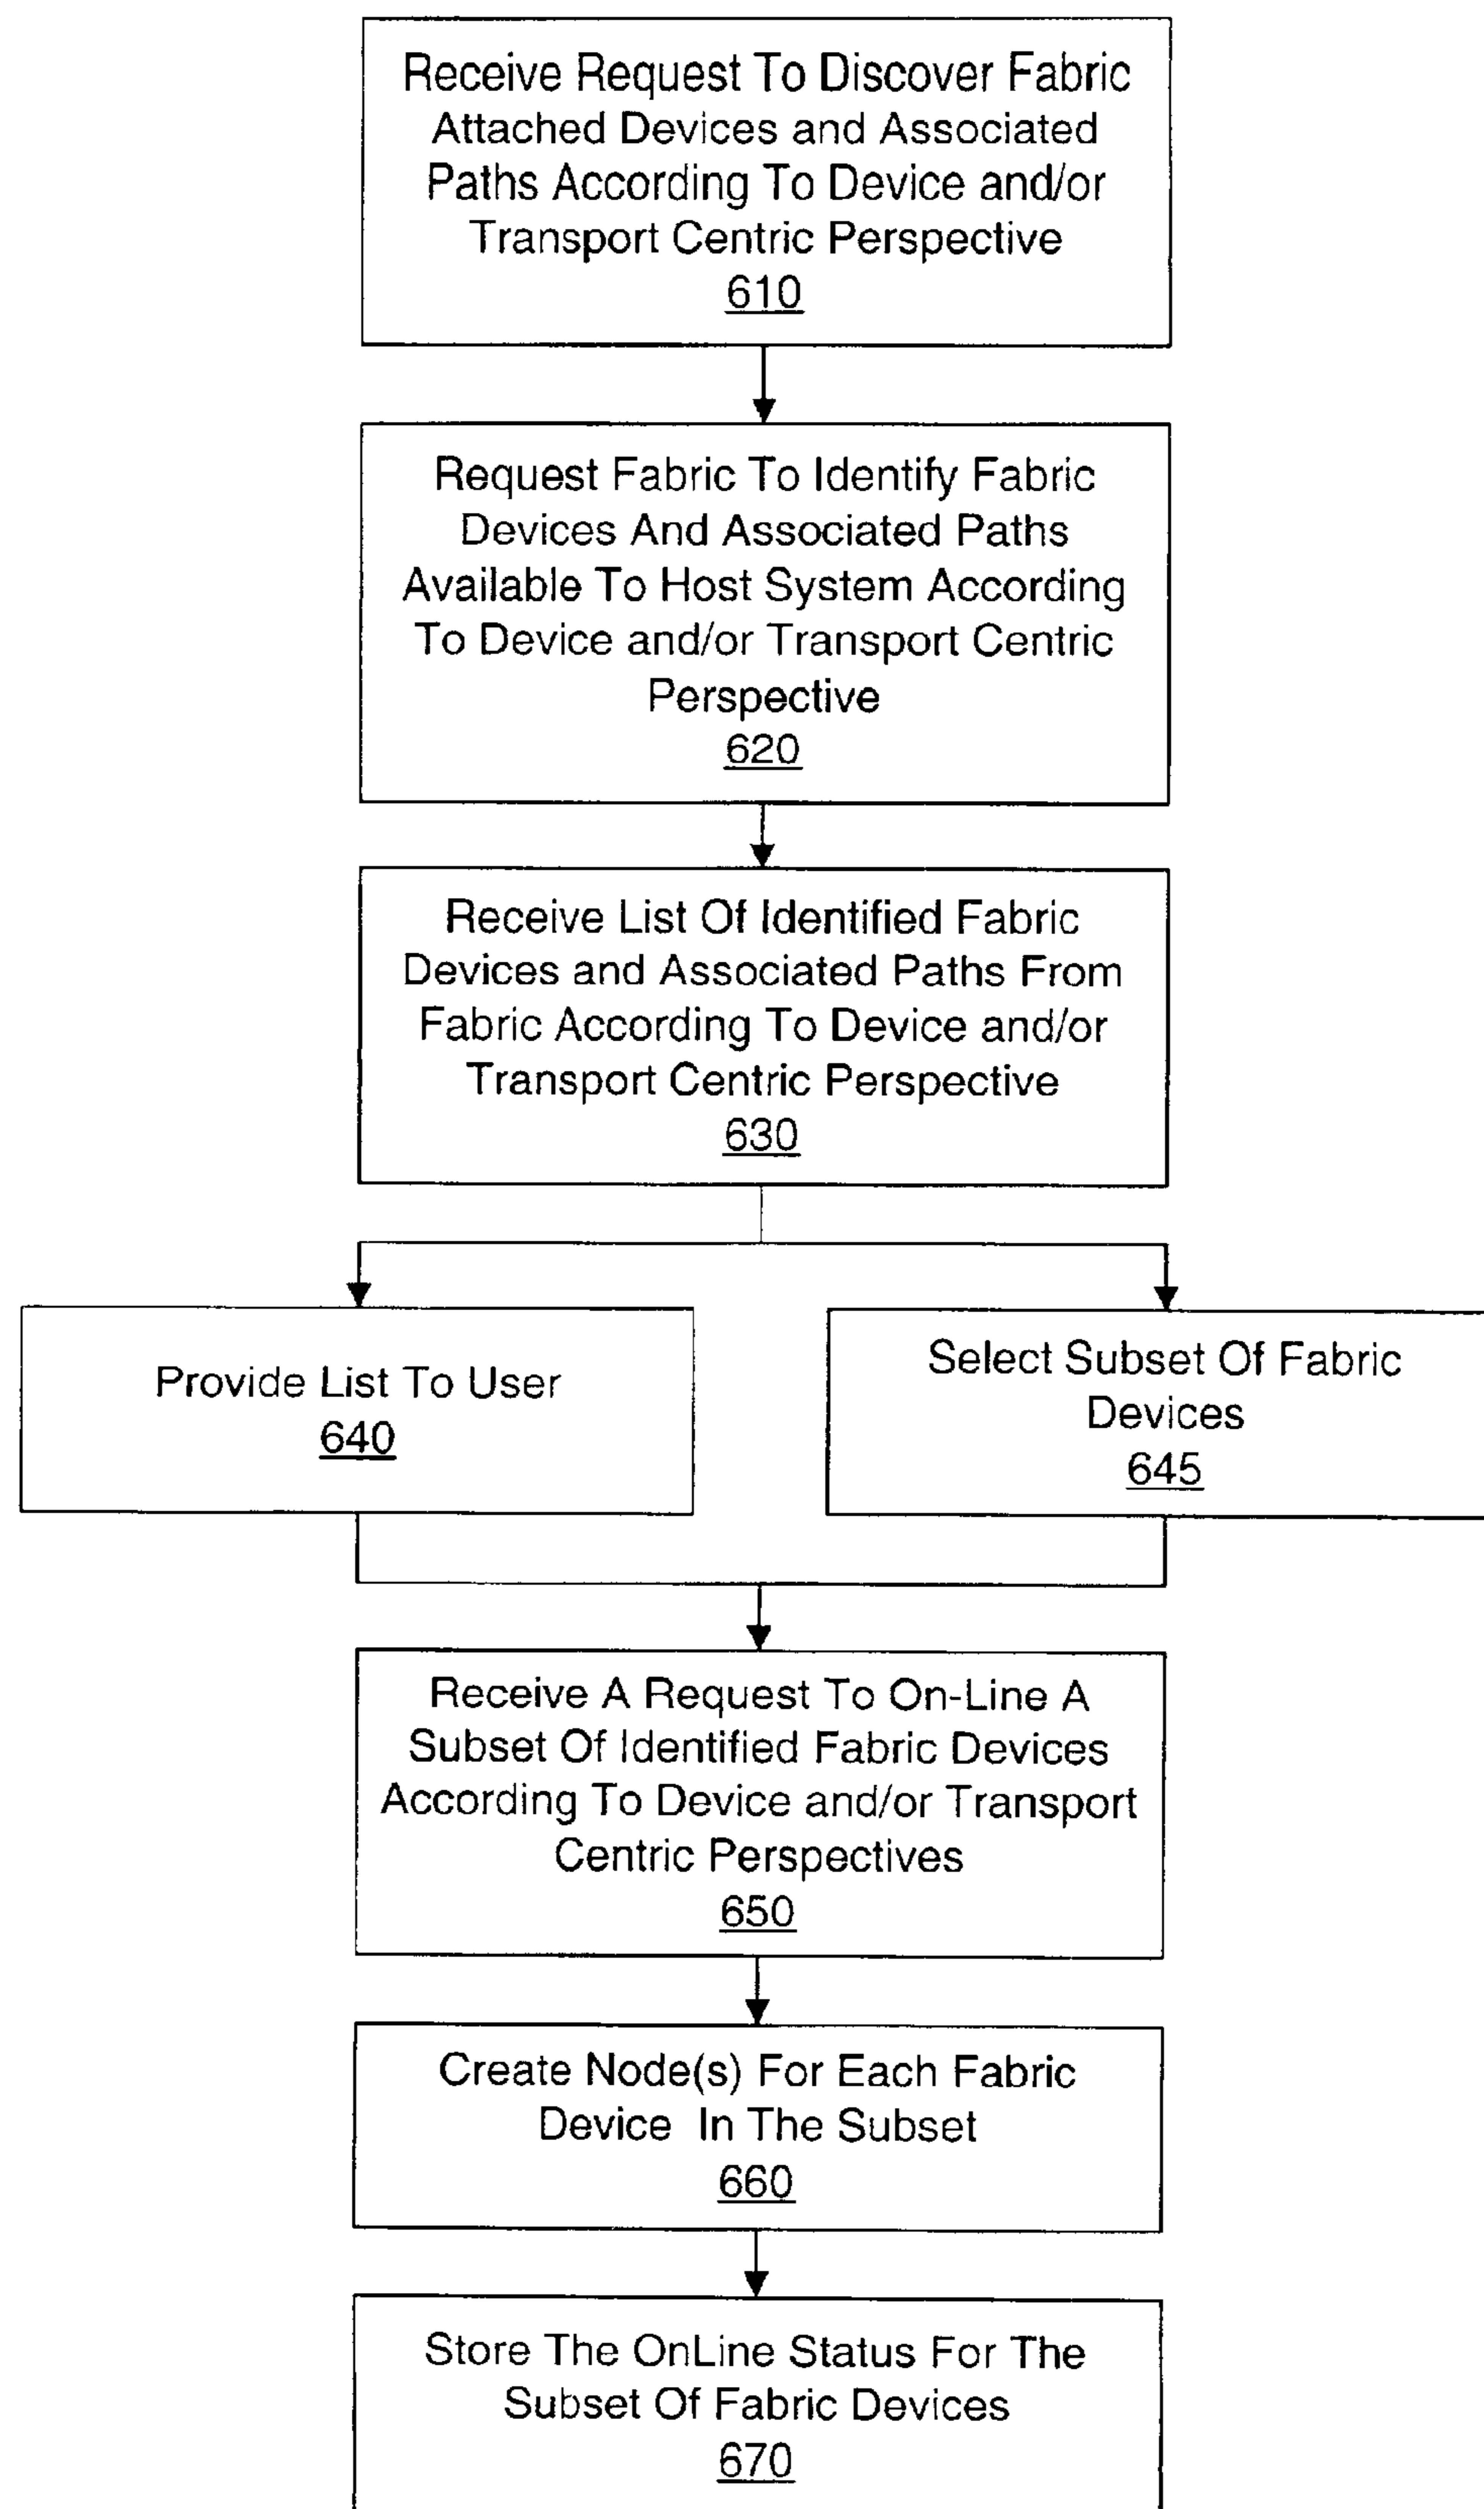 Receive Request To Discover Fabric
Attached Devices and Associated
Paths According To Device and/or
Transport Centric Perspective
610
Request Fabric To Identify Fabric
Devices And Associated Paths
Available To Host System According
To Device and/or Transport Centric
Perspective
620
Receive List Of Identified Fabric
Devices and Associated Paths From
Fabric According To Device and/or
Transport Centric Perspective
630
Provide List To User
640
Select Subset Of Fabric
Devices
645
Receive A Request To On-Line A
Subset Of Identified Fabric Devices
According To Device and/or Transport
Centric Perspectives
650
Create Node(s) For Each Fabric
Device In The Subset
660
Store The OnLine Status For The
Subset Of Fabric Devices
670